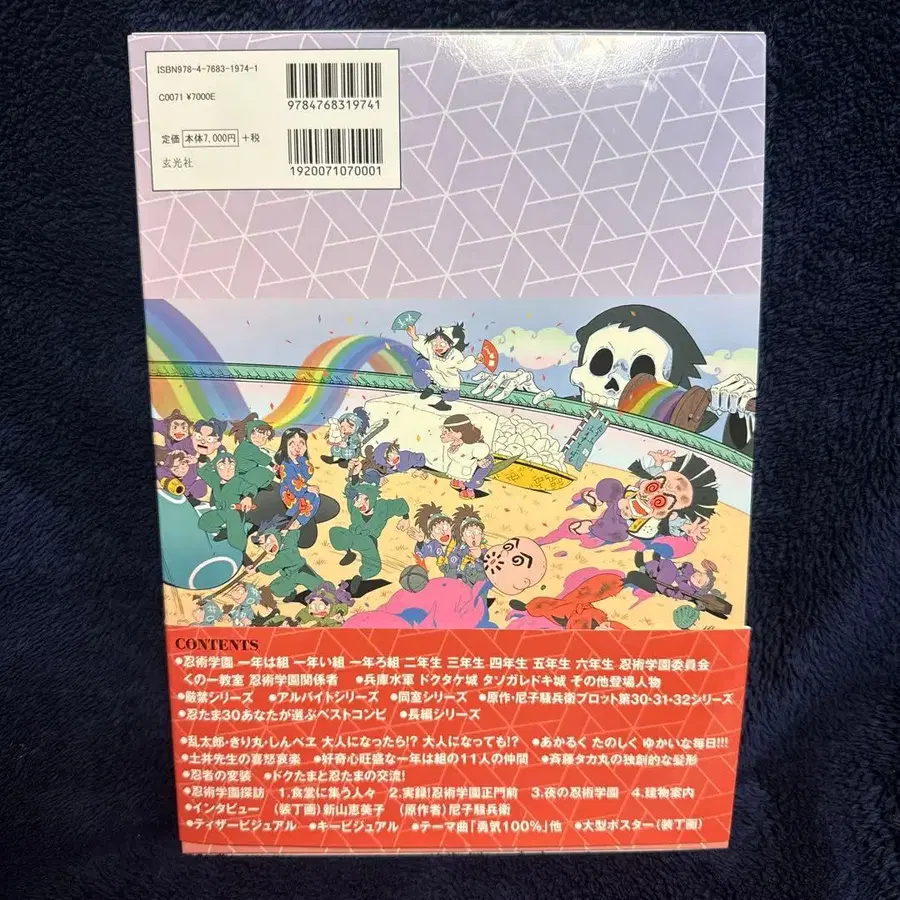 ISBN978-4-7683-1974-1
C0071 ¥7000E
9784768319741
定価 本体7,000円 +税
玄光社
1920071070001
CONTENTS
●忍術学園 一年は組 一年い組 一年ろ組 二年生 三年生 四年生 五年生 六年生 忍術学園委員会
くの一教室 忍術学園関係者 ●兵庫水軍 ドクタケ城 タソガレドキ城 その他登場人物
●厳禁シリーズ ●アルバイトシリーズ ●同室シリーズ ●原作・尼子騒兵衛プロット第30・31・32シリーズ
●忍たま30あなたが選ぶベストコンビ ●長編シリーズ
●乱太郎・きり丸・しんべヱ 大人になったら!? 大人になっても!? ●あかるく たのしく ゆかいな毎日!!!
●土井先生の喜怒哀楽 ●好奇心旺盛な一年は組の11人の仲間 ●斉藤タカ丸の独創的な髪形
●忍者の変装 ●ドクたまと忍たまの交流!
●忍術学園探訪 1.食堂に集う人々 2.実録!忍術学園正門前 3.夜の忍術学園 4.建物案内
●インタビュー (装丁画)新山恵美子 (原作者)尼子騒兵衛
●ティザービジュアル ●キービジュアル ●テーマ曲「勇気100%」他 ●大型ポスター(装丁画)